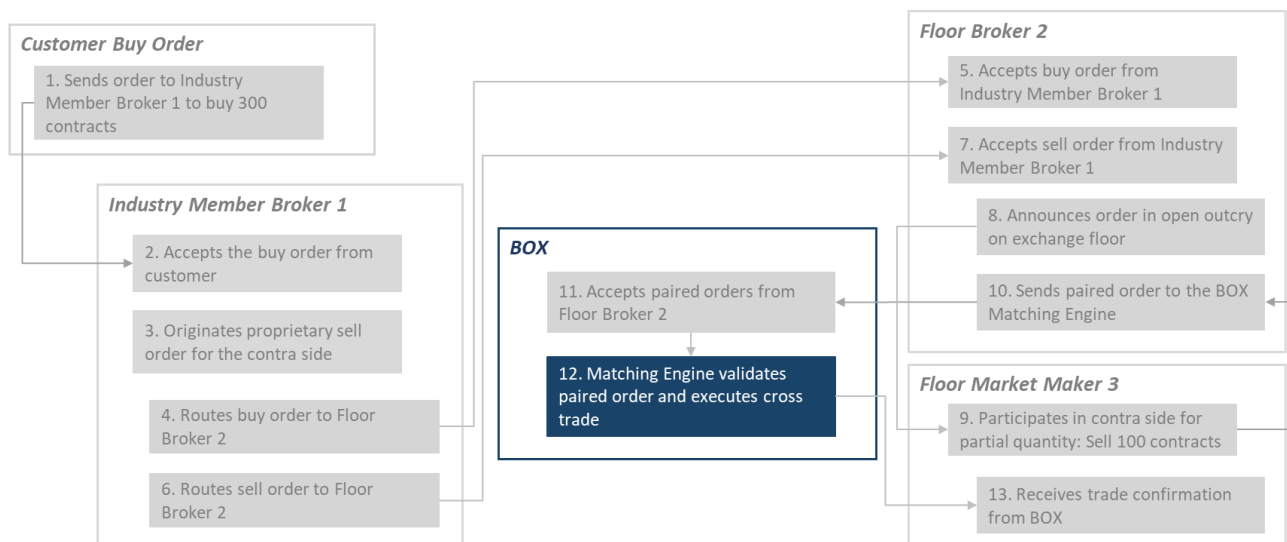 Customer Buy Order
1. Sends order to Industry
Member Broker 1 to buy 300
contracts
Industry Member Broker 1
2. Accepts the buy order from
customer
3. Originates proprietary sell
order for the contra side
4. Routes buy order to Floor
Broker 2
6. Routes sell order to Floor
Broker 2
BOX
11. Accepts paired orders from
Floor Broker 2
12. Matching Engine validates
paired order and executes cross
trade
Floor Broker 2
5. Accepts buy order from
Industry Member Broker 1
7. Accepts sell order from Industry
Member Broker 1
8. Announces order in open outcry
on exchange floor
10. Sends paired order to the BOX
Matching Engine
Floor Market Maker 3
9. Participates in contra side for
partial quantity: Sell 100 contracts
13. Receives trade confirmation
from BOX